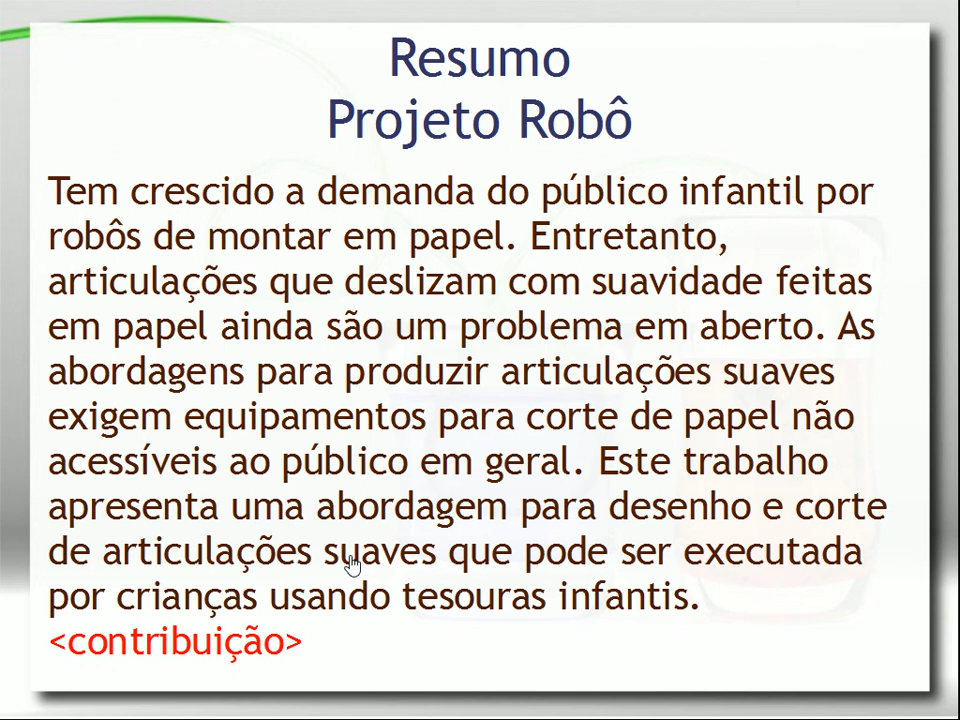 Resumo
Projeto Robô
Tem crescido a demanda do público infantil por
robôs de montar em papel. Entretanto,
articulações que deslizam com suavidade feitas
em papel ainda são um problema em aberto. As
abordagens para produzir articulações suaves
exigem equipamentos para corte de papel não
acessíveis ao público em geral. Este trabalho
apresenta uma abordagem para desenho e corte
de articulações suaves que pode ser executada
por crianças usando tesouras infantis.
<contribuição>